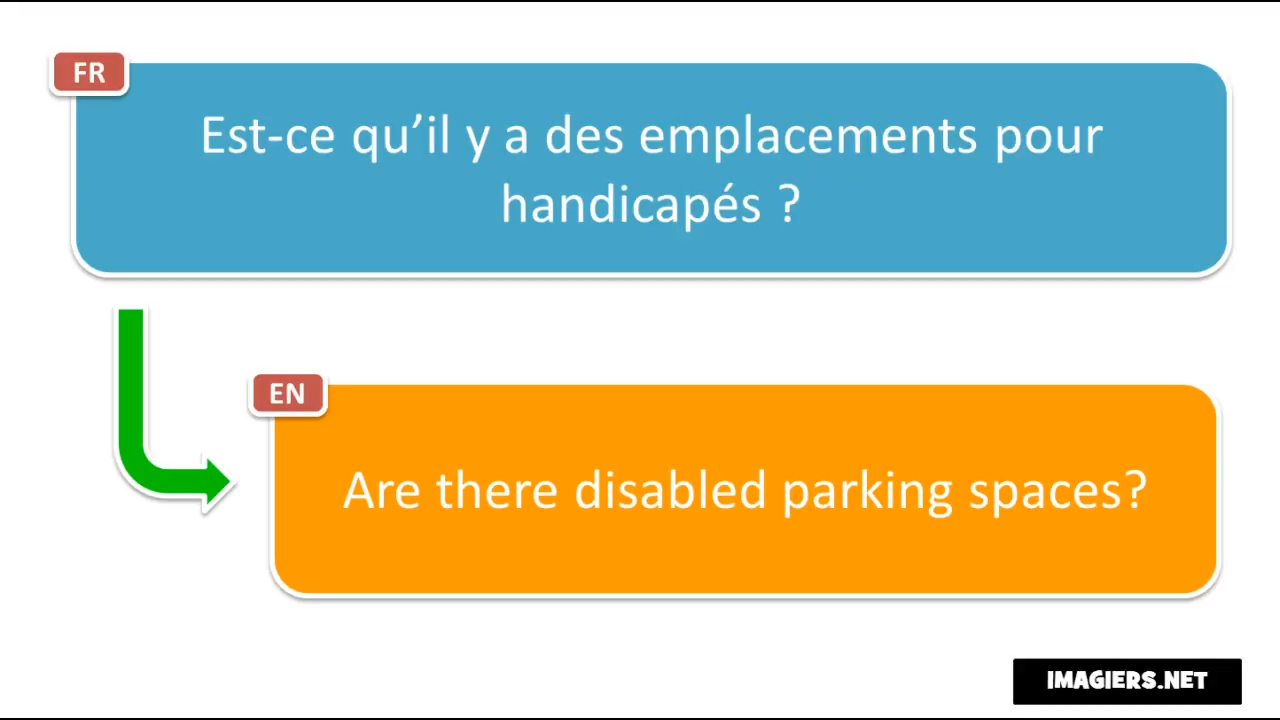 FR
Est-ce qu’il y a des emplacements pour
handicapés ?
EN
Are there disabled parking spaces?
IMAGIERS.NET